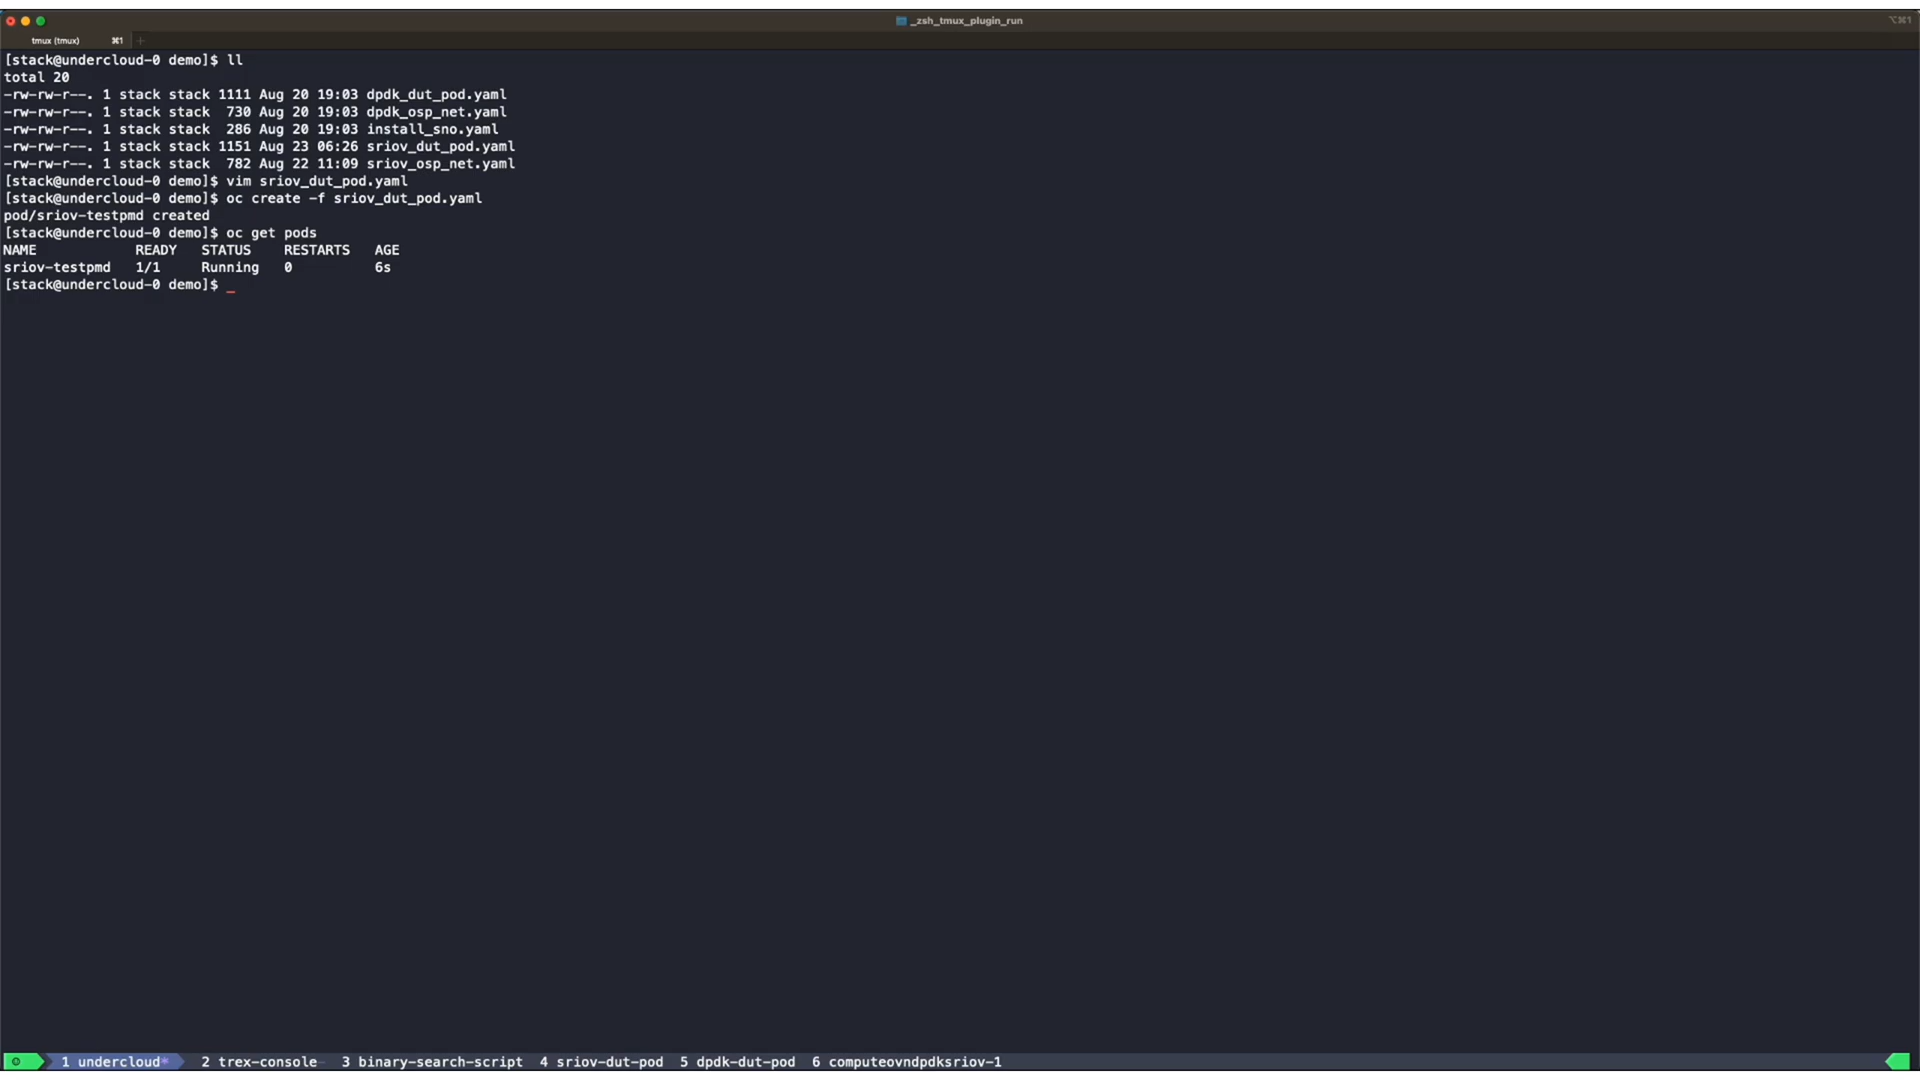 _zsh_tmux_plugin_run
⌥⌘1
tmux (tmux) ⌘1 +
[stack@undercloud-0 demo]$ ll
total 20
-rw-rw-r--. 1 stack stack 1111 Aug 20 19:03 dpdk_dut_pod.yaml
-rw-rw-r--. 1 stack stack  730 Aug 20 19:03 dpdk_osp_net.yaml
-rw-rw-r--. 1 stack stack  286 Aug 20 19:03 install_sno.yaml
-rw-rw-r--. 1 stack stack 1151 Aug 23 06:26 sriov_dut_pod.yaml
-rw-rw-r--. 1 stack stack  782 Aug 22 11:09 sriov_osp_net.yaml
[stack@undercloud-0 demo]$ vim sriov_dut_pod.yaml
[stack@undercloud-0 demo]$ oc create -f sriov_dut_pod.yaml
pod/sriov-testpmd created
[stack@undercloud-0 demo]$ oc get pods
NAME            READY   STATUS    RESTARTS   AGE
sriov-testpmd   1/1     Running   0          6s
[stack@undercloud-0 demo]$ _
1 undercloud* 2 trex-console- 3 binary-search-script 4 sriov-dut-pod 5 dpdk-dut-pod 6 computeovndpdksriov-1